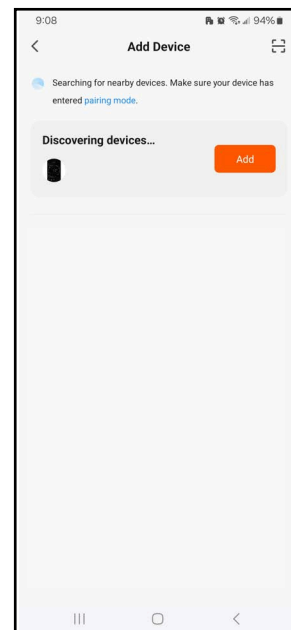 9:08 94%
Add Device
Searching for nearby devices. Make sure your device has
entered pairing mode.
Discovering devices...
Add